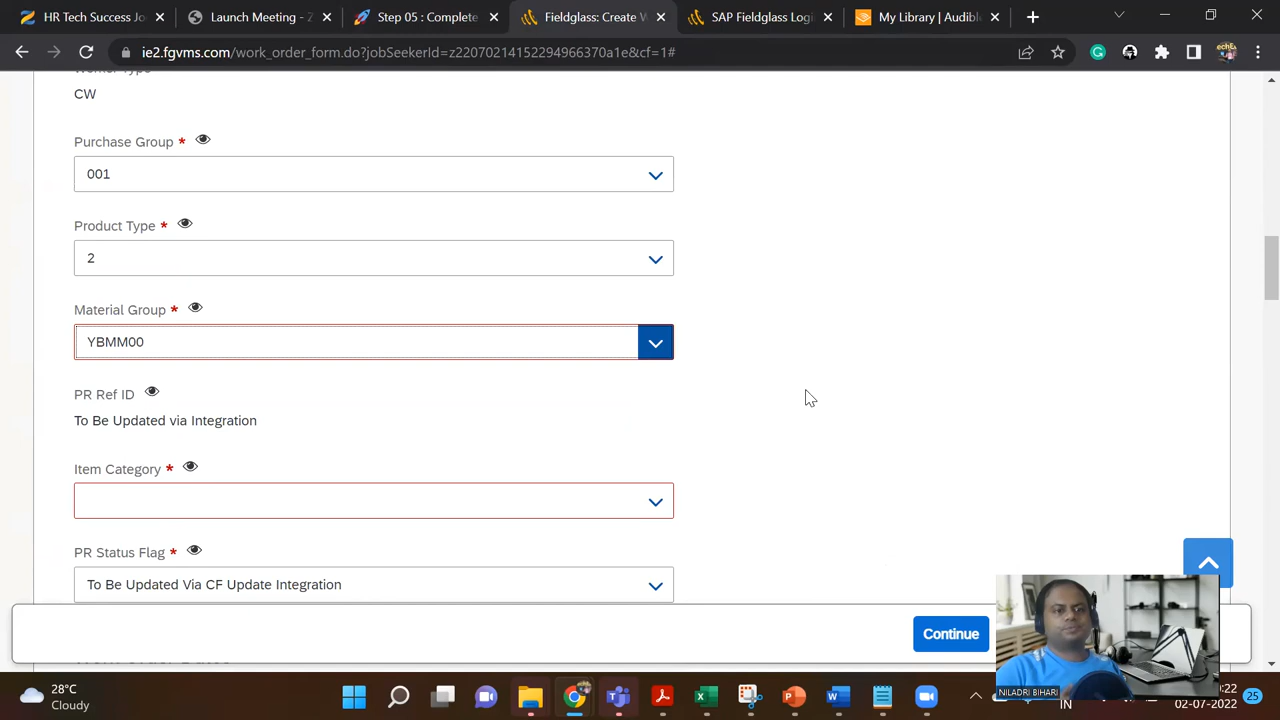 HR Tech Success Jo
Launch Meeting - Z
Step 05 : Complete
Fieldglass: Create W
SAP Fieldglass Logi
My Library | Audible
ie2.fgvms.com/work_order_form.do?jobSeekerId=z22070214152294966370a1e&cf=1#
CW
Purchase Group *
001
Product Type *
2
Material Group *
YBMM00
PR Ref ID
To Be Updated via Integration
Item Category *
PR Status Flag *
To Be Updated Via CF Update Integration
Continue
NILADRI BIHARI
28°C
Cloudy
IN
:22
02-07-2022
25